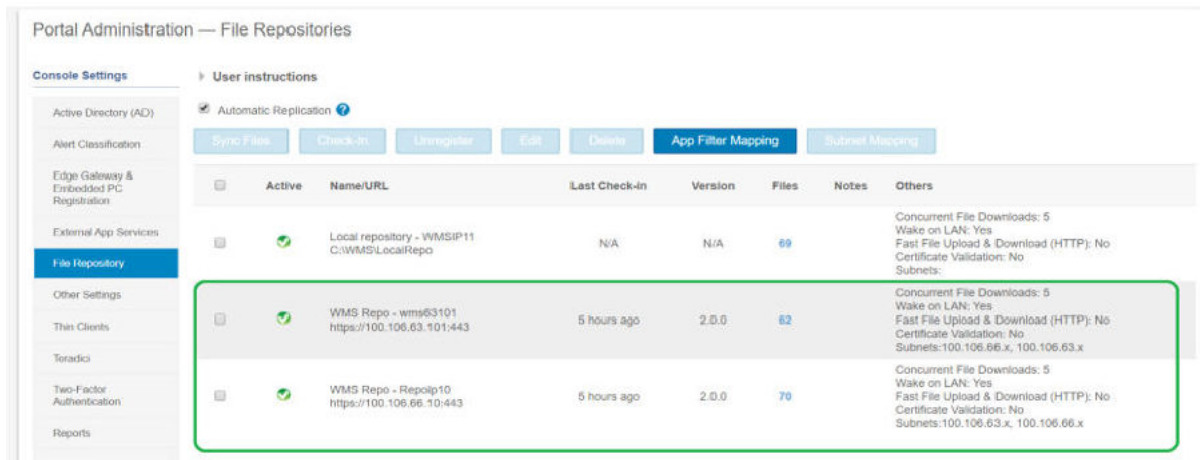 Portal Administration — File Repositories
Console Settings
Active Directory (AD)
Alert Classification
Edge Gateway &
Embedded PC
Registration
External App Services
File Repository
Other Settings
Thin Clients
Teradici
Two-Factor
Authentication
Reports
User instructions
Automatic Replication ?
Sync Files Check-In Unregister Edit Delete App Filter Mapping Subnet Mapping
Active Name/URL Last Check-in Version Files Notes Others
Local repository - WMSIP11
C:\WMS\LocalRepo
N/A N/A 69
Concurrent File Downloads: 5
Wake on LAN: Yes
Fast File Upload & Download (HTTP): No
Certificate Validation: No
Subnets:
WMS Repo - wms63101
https://100.106.63.101:443
5 hours ago 2.0.0 62
Concurrent File Downloads: 5
Wake on LAN: Yes
Fast File Upload & Download (HTTP): No
Certificate Validation: No
Subnets:100.106.66.x, 100.106.63.x
WMS Repo - RepoIp10
https://100.106.66.10:443
5 hours ago 2.0.0 70
Concurrent File Downloads: 5
Wake on LAN: Yes
Fast File Upload & Download (HTTP): No
Certificate Validation: No
Subnets:100.106.63.x, 100.106.66.x